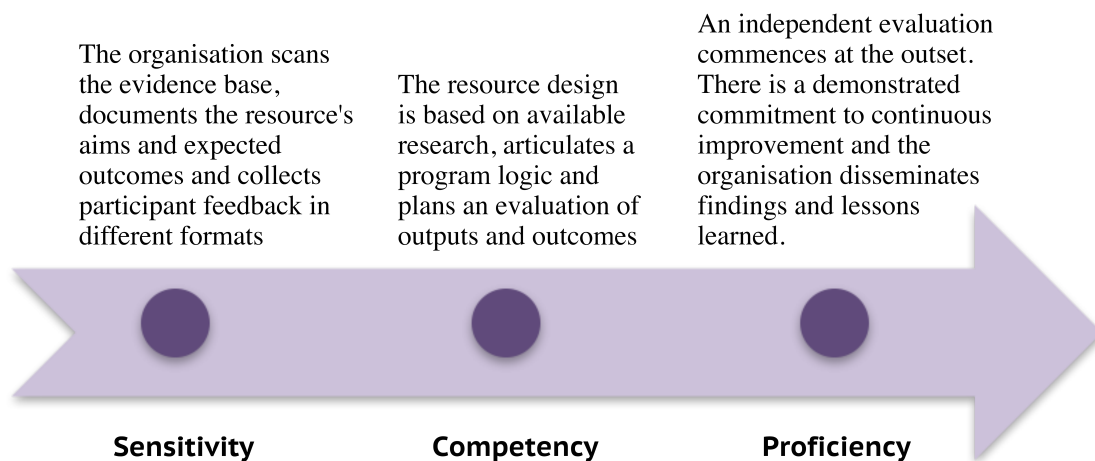 The organisation scans
the evidence base,
documents the resource's
aims and expected
outcomes and collects
participant feedback in
different formats
The resource design
is based on available
research, articulates a
program logic and
plans an evaluation of
outputs and outcomes
An independent evaluation
commences at the outset.
There is a demonstrated
commitment to continuous
improvement and the
organisation disseminates
findings and lessons
learned.
Sensitivity
Competency
Proficiency